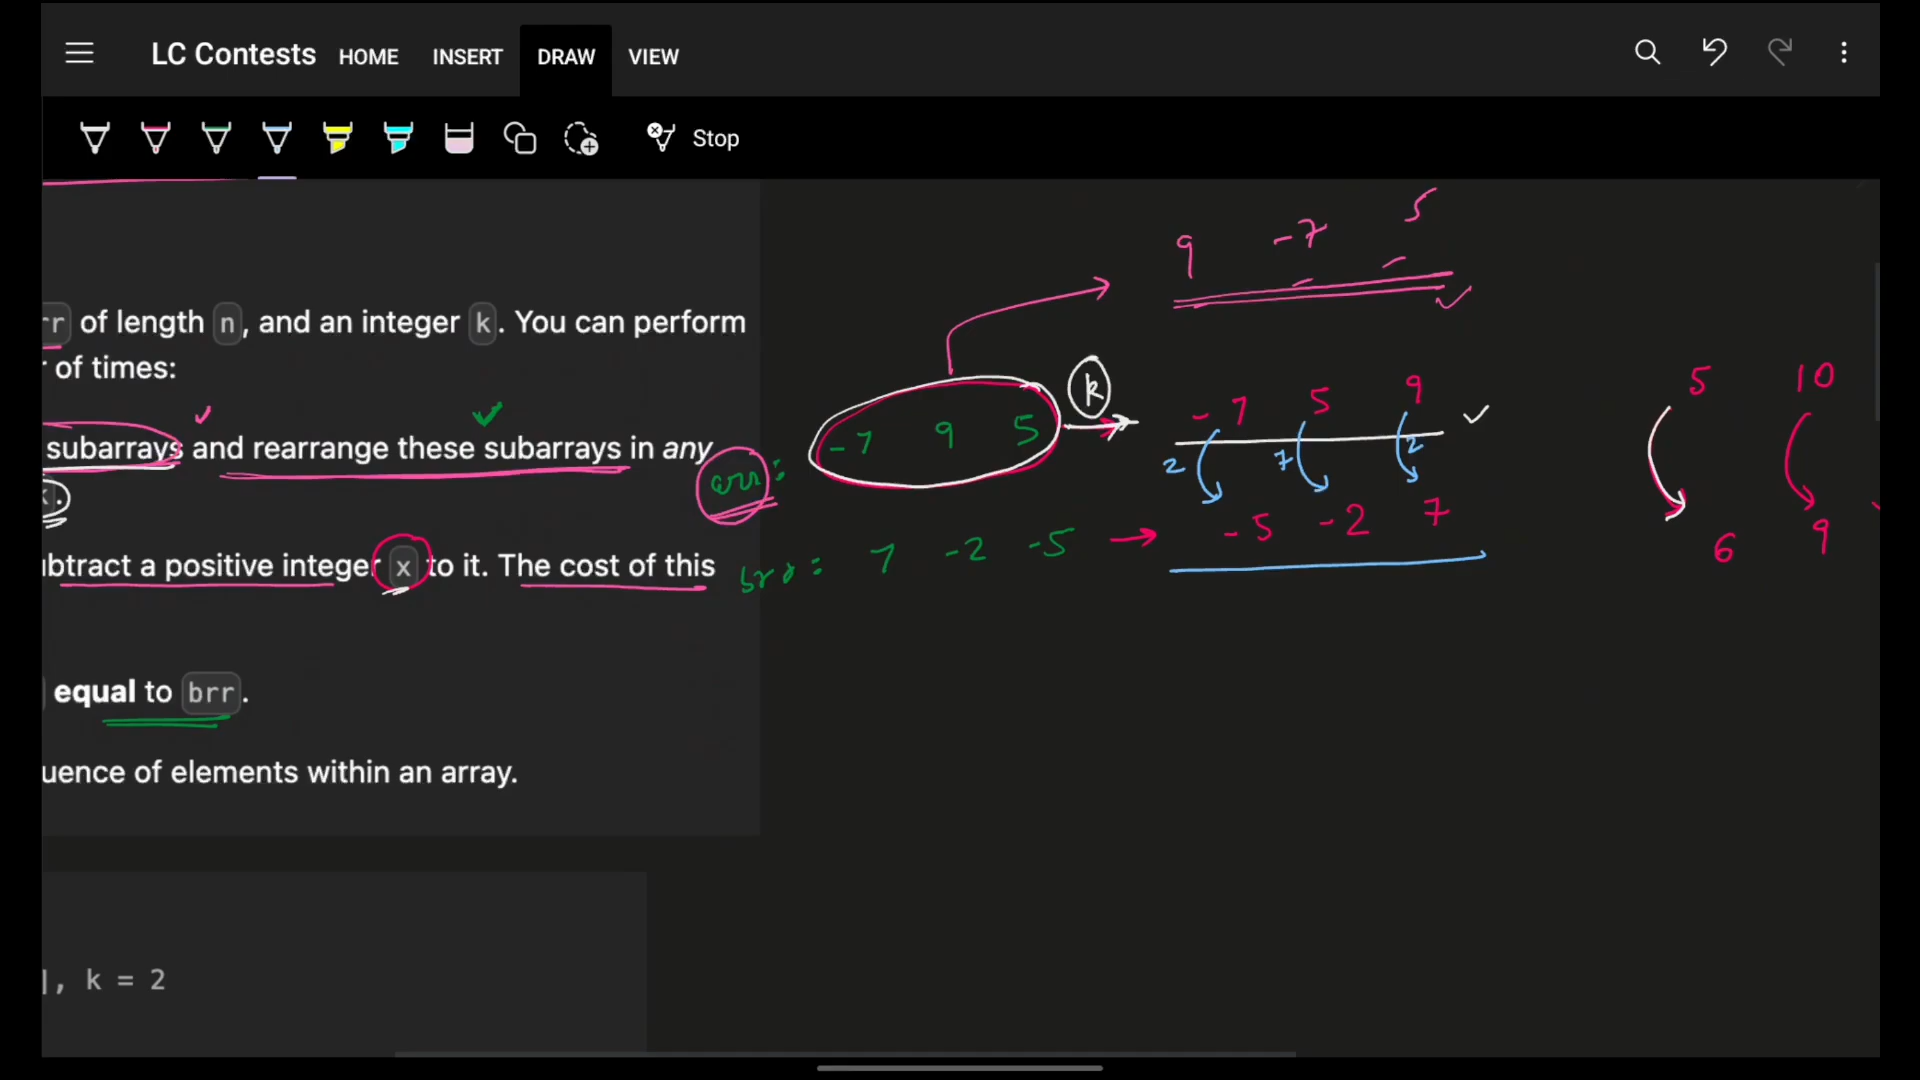 LC Contests HOME INSERT DRAW VIEW
Stop
rr of length n, and an integer k. You can perform
r of times:
subarrays and rearrange these subarrays in any
k.
btract a positive integer x to it. The cost of this
equal to brr.
uence of elements within an array.
], k = 2
9 -7 5
arr: -7 9 5 k -7 5 9
2 7 2
brr: 7 -2 -5 -5 -2 7
5 10
6 9